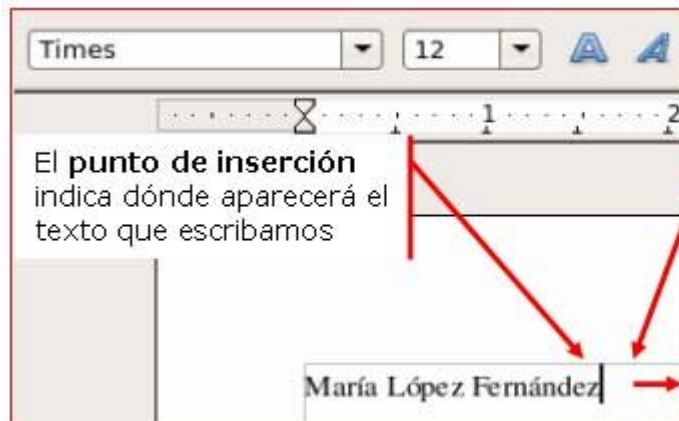 Times 12
1 2
El punto de inserción
indica dónde aparecerá el
texto que escribamos
María López Fernández